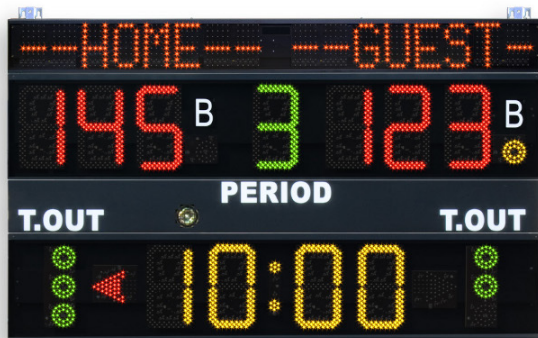 --HOME-- --GUEST-
145 B 3 123 B
PERIOD
T.OUT T.OUT
10:00